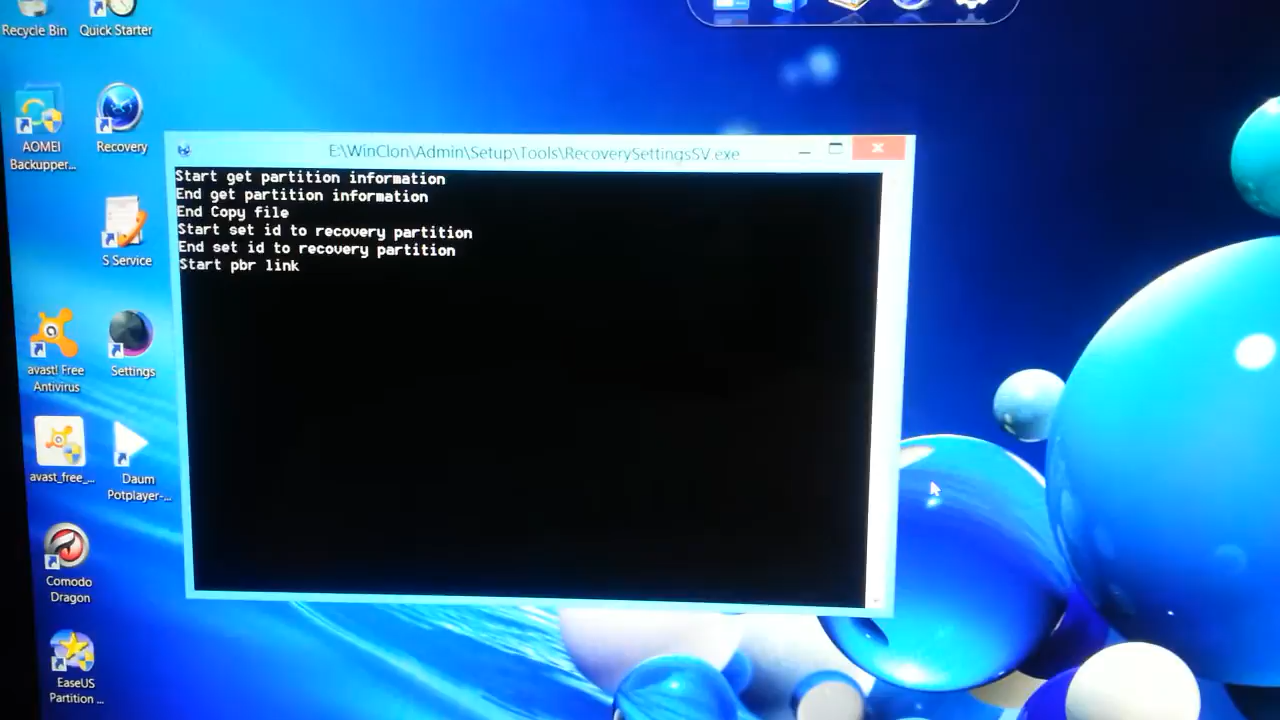 Recycle Bin
Quick Starter
AOMEI
Backupper...
Recovery
S Service
avast! Free
Antivirus
Settings
avast_free_...
Daum
Potplayer-...
Comodo
Dragon
EaseUS
Partition ...
E:\WinClon\Admin\Setup\Tools\RecoverySettingsSV.exe
Start get partition information
End get partition information
End Copy file
Start set id to recovery partition
End set id to recovery partition
Start pbr link